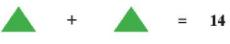 + = 14